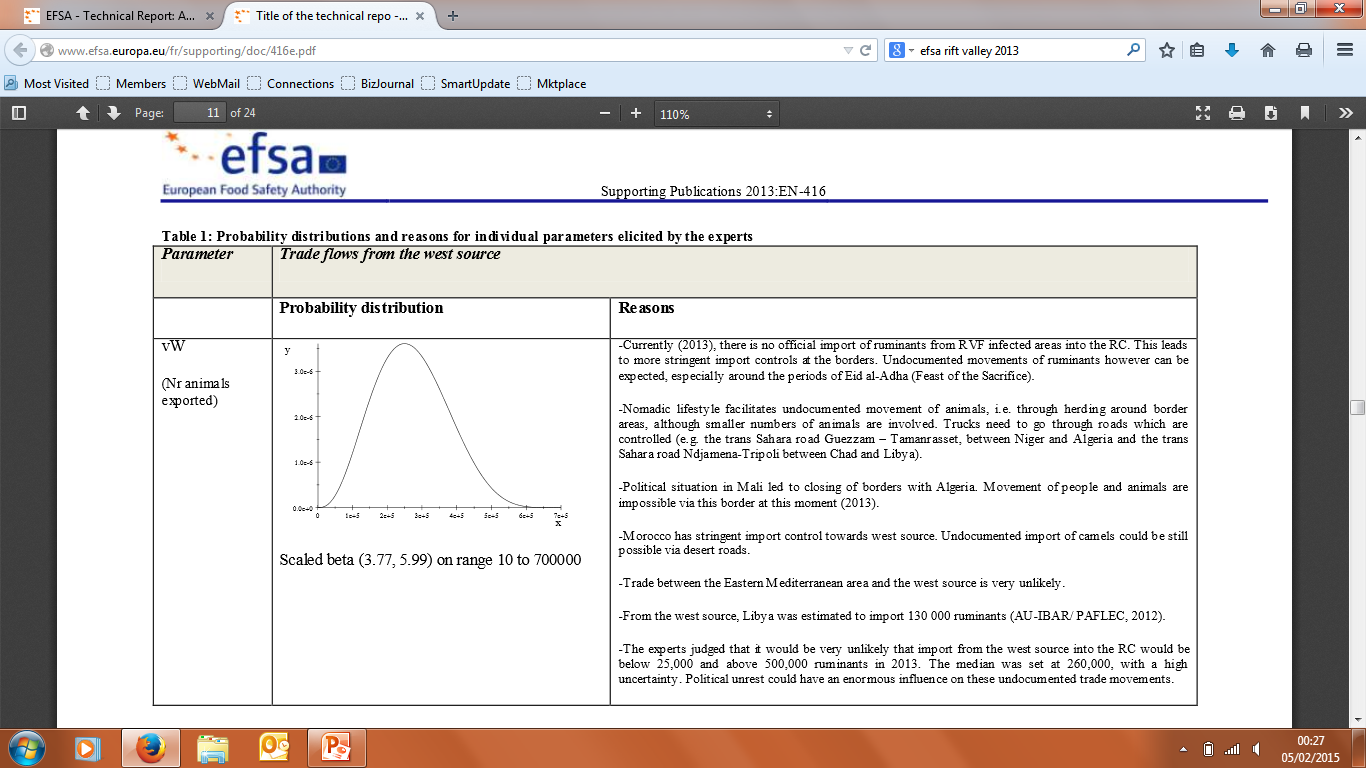 EFSA - Technical Report: A...
Title of the technical repo -...
www.efsa.europa.eu/fr/supporting/doc/416e.pdf
efsa rift valley 2013
Most Visited Members WebMail Connections BizJournal SmartUpdate Mktplace
Page: 11 of 24
110%
efsa
European Food Safety Authority
Supporting Publications 2013:EN-416
Table 1: Probability distributions and reasons for individual parameters elicited by the experts
Parameter Trade flows from the west source
Probability distribution Reasons
vW
(Nr animals
exported)
y
3.0e-6
2.0e-6
1.0e-6
0.0e+0
0 1e+5 2e+5 3e+5 4e+5 5e+5 6e+5 7e+5
x
Scaled beta (3.77, 5.99) on range 10 to 700000
-Currently (2013), there is no official import of ruminants from RVF infected areas into the RC. This leads
to more stringent import controls at the borders. Undocumented movements of ruminants however can be
expected, especially around the periods of Eid al-Adha (Feast of the Sacrifice).
-Nomadic lifestyle facilitates undocumented movement of animals, i.e. through herding around border
areas, although smaller numbers of animals are involved. Trucks need to go through roads which are
controlled (e.g. the trans Sahara road Guezzam – Tamanrasset, between Niger and Algeria and the trans
Sahara road Ndjamena-Tripoli between Chad and Libya).
-Political situation in Mali led to closing of borders with Algeria. Movement of people and animals are
impossible via this border at this moment (2013).
-Morocco has stringent import control towards west source. Undocumented import of camels could be still
possible via desert roads.
-Trade between the Eastern Mediterranean area and the west source is very unlikely.
-From the west source, Libya was estimated to import 130 000 ruminants (AU-IBAR/ PAFLEC, 2012).
-The experts judged that it would be very unlikely that import from the west source into the RC would be
below 25,000 and above 500,000 ruminants in 2013. The median was set at 260,000, with a high
uncertainty. Political unrest could have an enormous influence on these undocumented trade movements.
00:27
05/02/2015